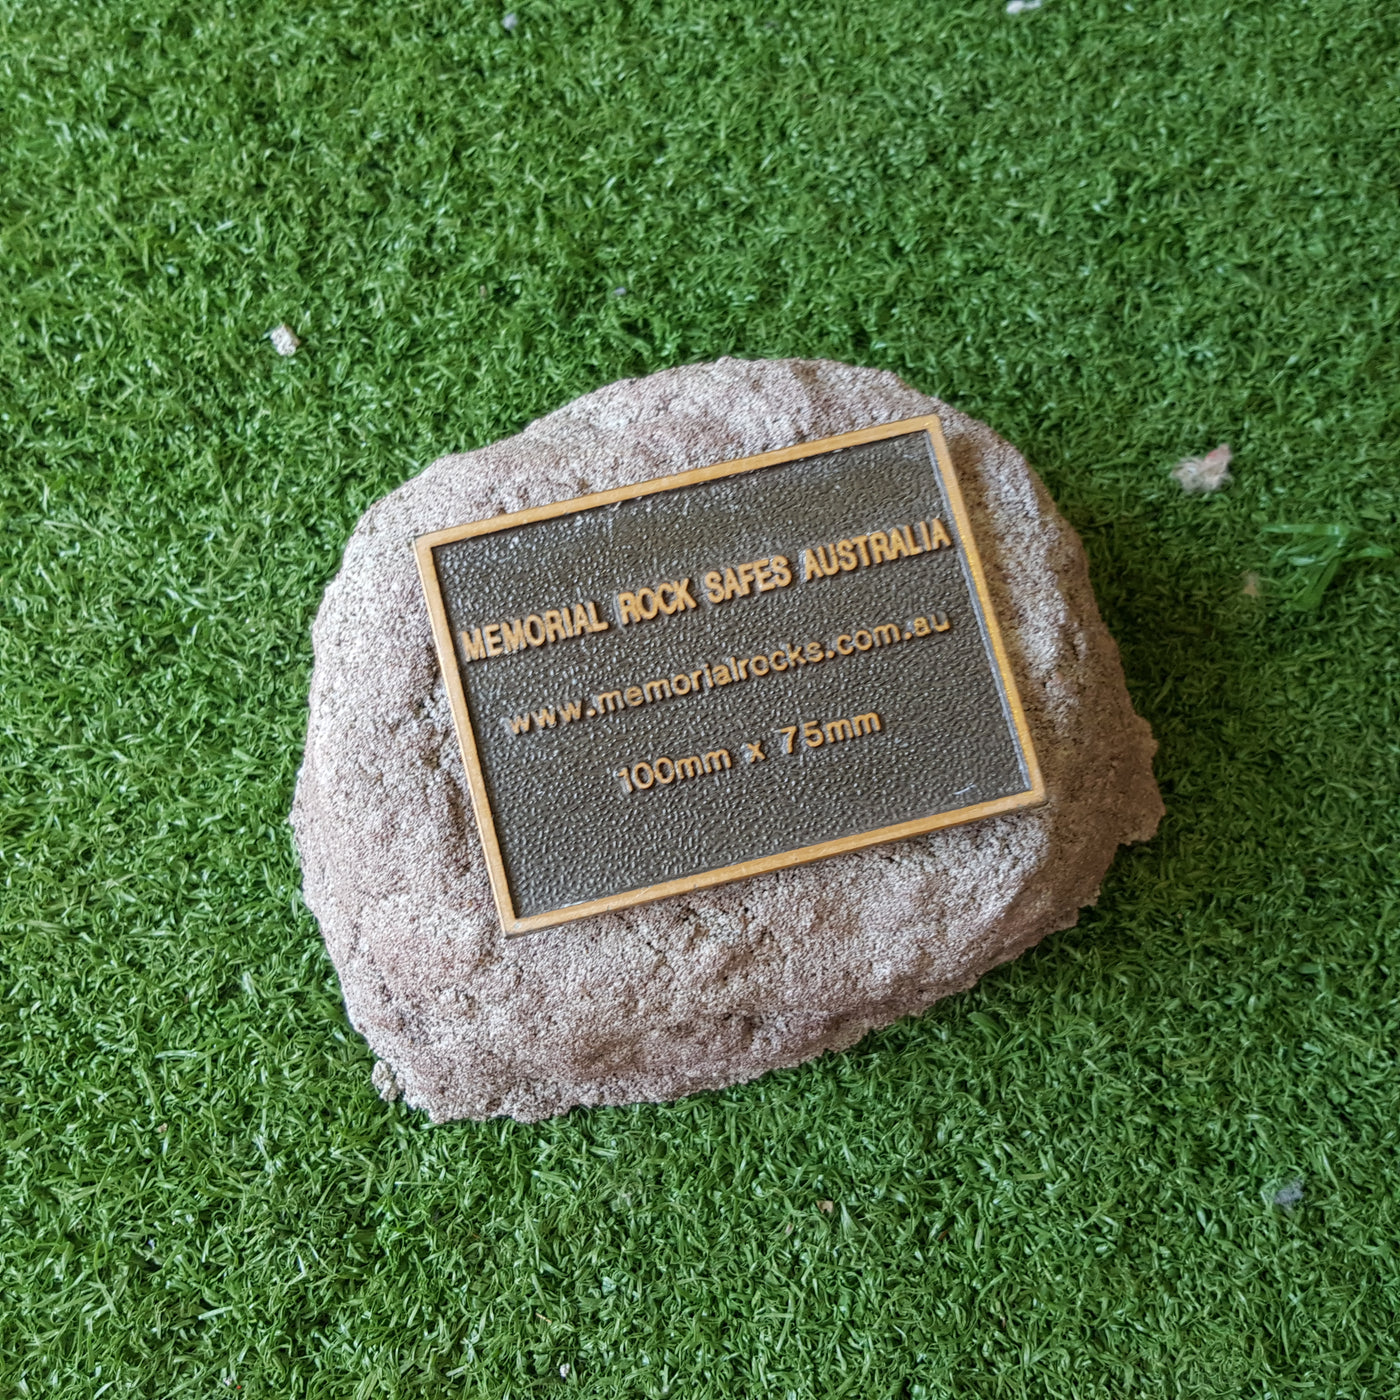 MEMORIAL ROCK SAFES AUSTRALIA
www.memorialrocks.com.au
100mm x 75mm